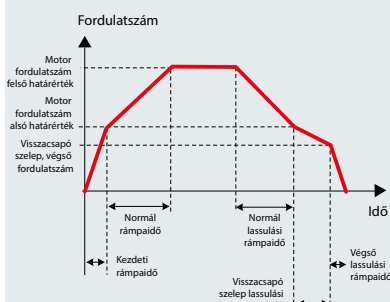 Fordulatszám
Motor
fordulatszám
felső határérték
Motor
fordulatszám
alsó határérték
Visszacsapó
szelep, végső
fordulatszám
Idő
Normál
rámpaidő
Normál
lassulási
rámpaidő
Kezdeti
rámpaidő
Végső
lassulási
rámpaidő
Visszacsapó
szelep lassulási